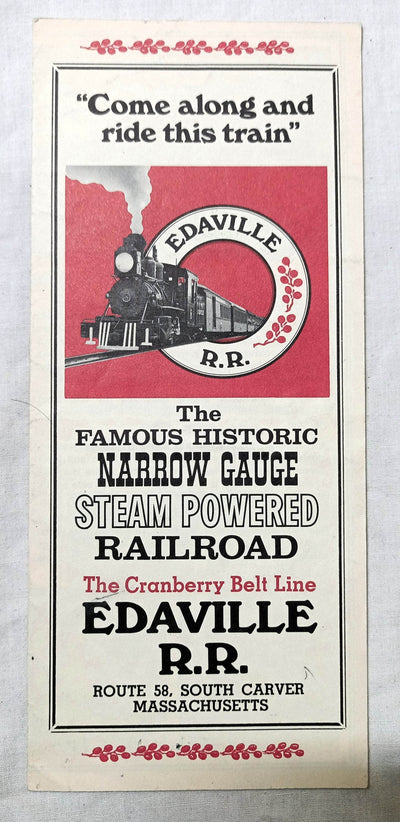 “Come along and
ride this train”
EDAVILLE
R.R.
The
FAMOUS HISTORIC
NARROW GAUGE
STEAM POWERED
RAILROAD
The Cranberry Belt Line
EDAVILLE
R.R.
ROUTE 58, SOUTH CARVER
MASSACHUSETTS